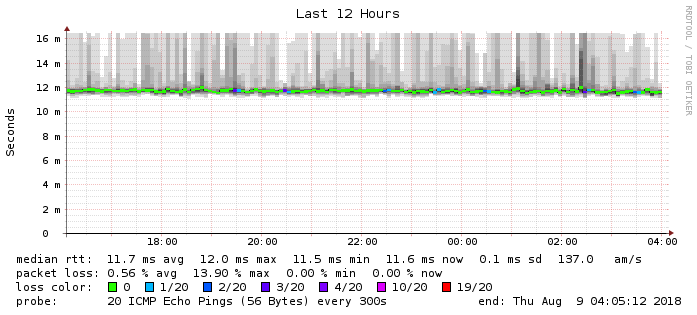 Last 12 Hours
RRDTOOL / TOBI OETIKER
Seconds
16 m
14 m
12 m
10 m
8 m
6 m
4 m
2 m
0
18:00 20:00 22:00 00:00 02:00 04:00
median rtt: 11.7 ms avg 12.0 ms max 11.5 ms min 11.6 ms now 0.1 ms sd 137.0 am/s
packet loss: 0.56 % avg 13.90 % max 0.00 % min 0.00 % now
loss color: 0 1/20 2/20 3/20 4/20 10/20 19/20
probe: 20 ICMP Echo Pings (56 Bytes) every 300s end: Thu Aug 9 04:05:12 2018